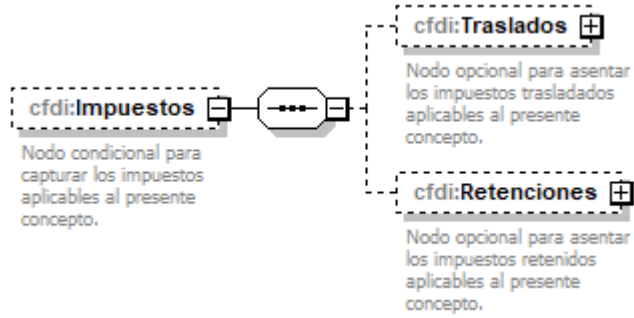 cfdi:Traslados
Nodo opcional para asentar
los impuestos trasladados
aplicables al presente
concepto.
cfdi:Impuestos
Nodo condicional para
capturar los impuestos
aplicables al presente
concepto.
cfdi:Retenciones
Nodo opcional para asentar
los impuestos retenidos
aplicables al presente
concepto.